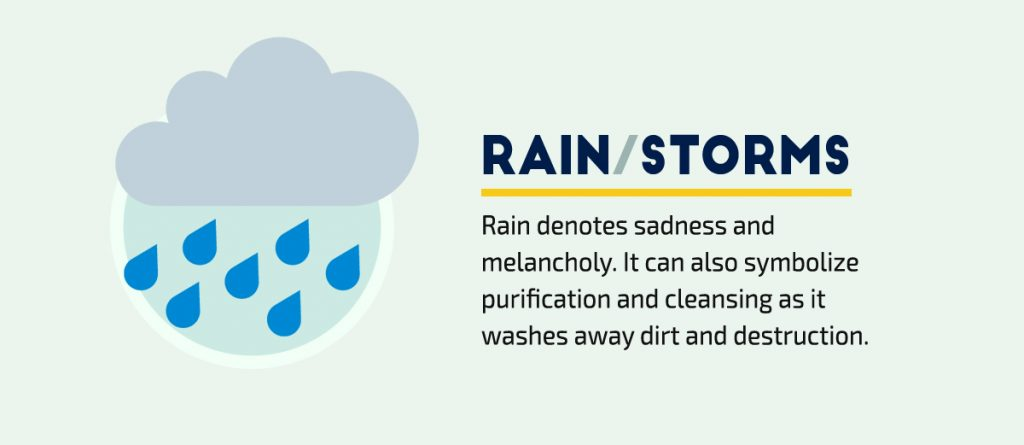 RAIN/STORMS
Rain denotes sadness and
melancholy. It can also symbolize
purification and cleansing as it
washes away dirt and destruction.